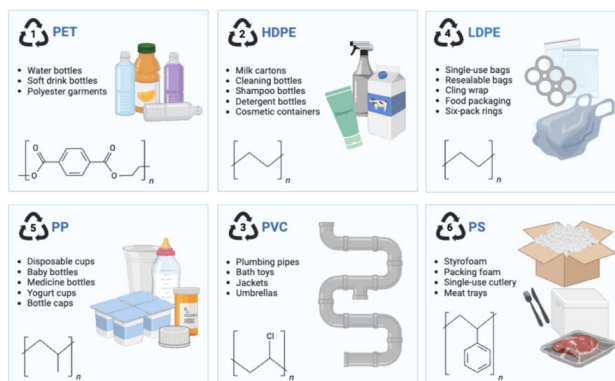 1 PET
Water bottles
Soft drink bottles
Polyester garments
O
O
O
O
n
2 HDPE
Milk cartons
Cleaning bottles
Shampoo bottles
Detergent bottles
Cosmetic containers
n
4 LDPE
Single-use bags
Resealable bags
Cling wrap
Food packaging
Six-pack rings
n
5 PP
Disposable cups
Baby bottles
Medicine bottles
Yogurt cups
Bottle caps
n
3 PVC
Plumbing pipes
Bath toys
Jackets
Umbrellas
Cl
n
6 PS
Styrofoam
Packing foam
Single-use cutlery
Meat trays
n